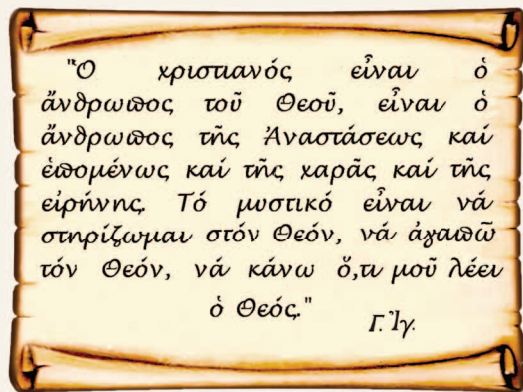 "Ὁ χριστιανός εἶναι ὁ
ἄνθρωπος τοῦ Θεοῦ, εἶναι ὁ
ἄνθρωπος τῆς Ἀναστάσεως καί
ἑπομένως καί τῆς χαρᾶς καί τῆς
εἰρήνης. Τό μυστικό εἶναι νά
στηρίζωμαι στόν Θεόν, νά ἀγαπῶ
τόν Θεόν, νά κάνω ὅ,τι μοῦ λέει
ὁ Θεός."
Γ. Ἰγ.